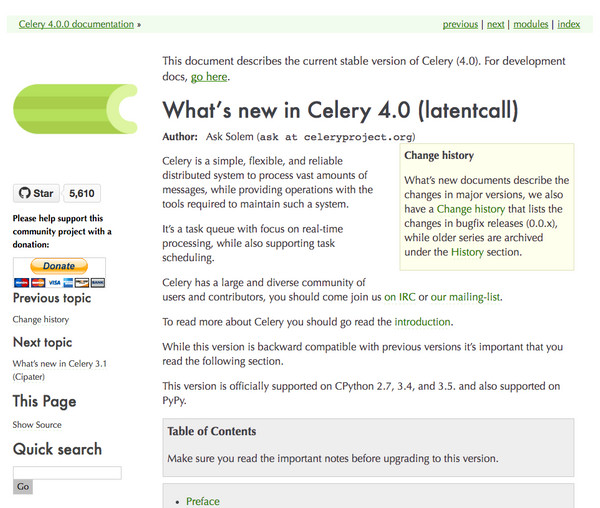 Celery 4.0.0 documentation »
previous | next | modules | index
Star 5,610
Please help support this
community project with a
donation:
Donate
VISA
Previous topic
Change history
Next topic
What's new in Celery 3.1
(Cipater)
This Page
Show Source
Quick search
Go
This document describes the current stable version of Celery (4.0). For development
docs, go here.
What's new in Celery 4.0 (latentcall)
Author: Ask Solem (ask at celeryproject.org)
Change history
What's new documents describe the
changes in major versions, we also
have a Change history that lists the
changes in bugfix releases (0.0.x),
while older series are archived
under the History section.
Celery is a simple, flexible, and reliable
distributed system to process vast amounts of
messages, while providing operations with the
tools required to maintain such a system.
It's a task queue with focus on real-time
processing, while also supporting task
scheduling.
Celery has a large and diverse community of
users and contributors, you should come join us on IRC or our mailing-list.
To read more about Celery you should go read the introduction.
While this version is backward compatible with previous versions it's important that you
read the following section.
This version is officially supported on CPython 2.7, 3.4, and 3.5. and also supported on
PyPy.
Table of Contents
Make sure you read the important notes before upgrading to this version.
• Preface